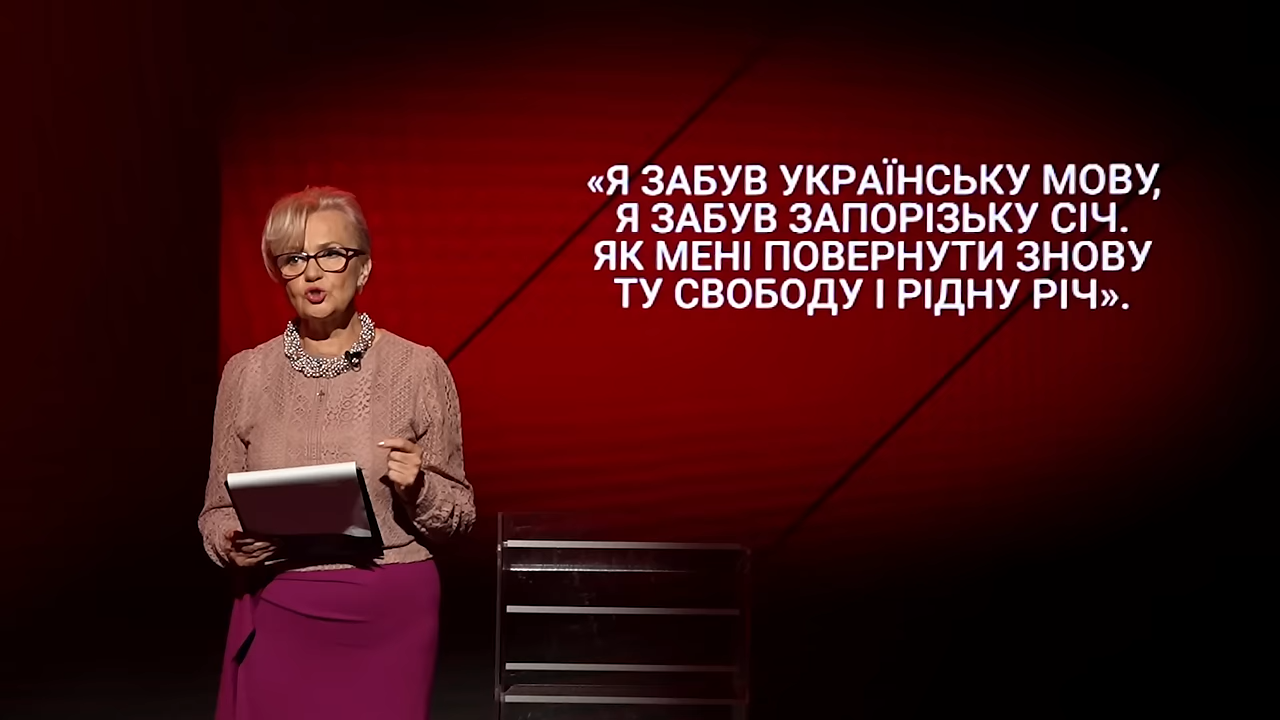 «Я ЗАБУВ УКРАЇНСЬКУ МОВУ,
Я ЗАБУВ ЗАПОРІЗЬКУ СІЧ.
ЯК МЕНІ ПОВЕРНУТИ ЗНОВУ
ТУ СВОБОДУ І РІДНУ РІЧ».